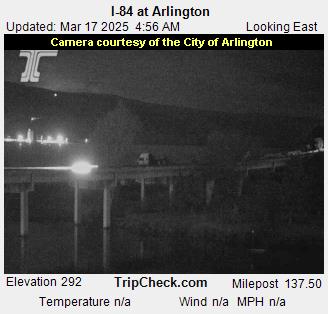 I-84 at Arlington
Updated: Mar 17 2025 4:56 AM Looking East
Camera courtesy of the City of Arlington
Elevation 292 TripCheck.com Milepost 137.50
Temperature n/a Wind n/a MPH n/a